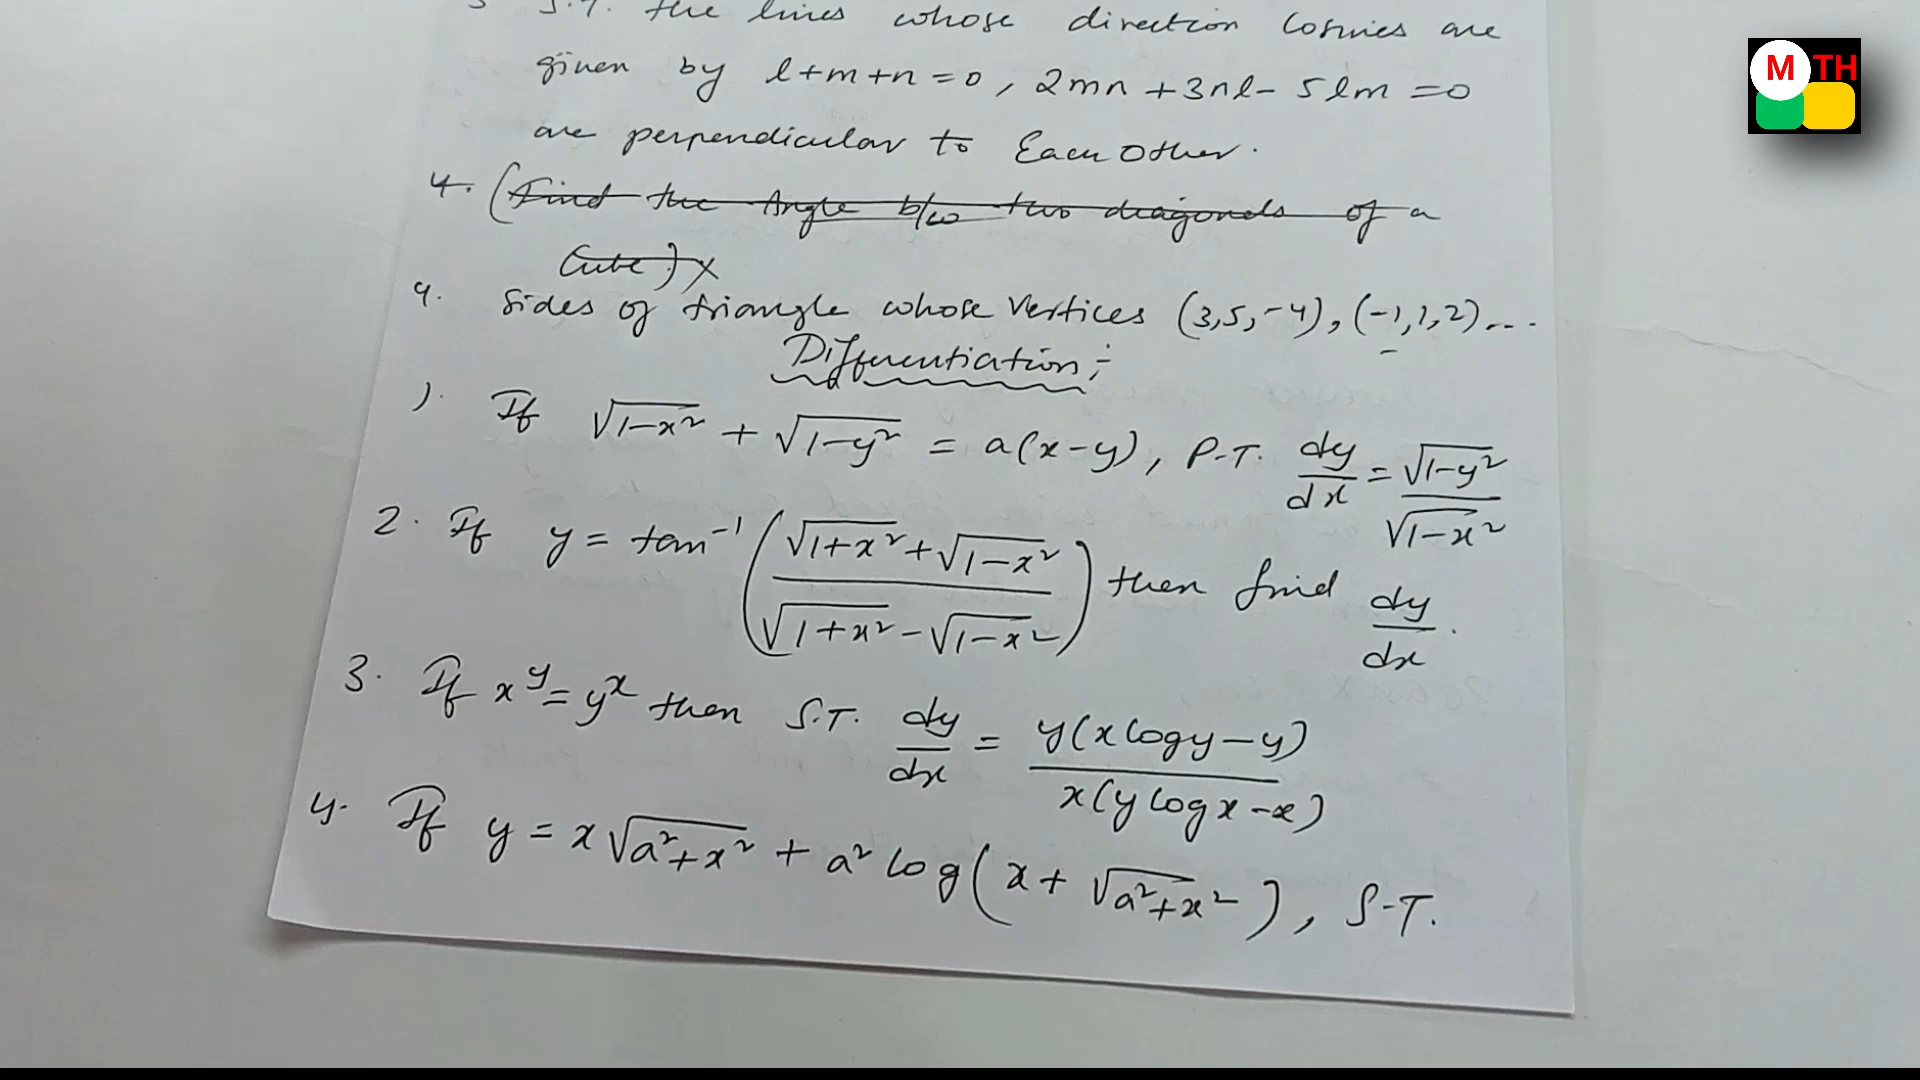 3 S.T. the lines whose direction Cosines are
given by l+m+n=0, 2mn+3nl-5lm=0
are perpendicular to Each Other.
4. (Find the Angle b/w two diagonals of a
Cube) X
4. Sides of triangle whose Vertices (3,5,-4), (-1,1,2)...
Differentiation:
1. If √(1-x²) + √(1-y²) = a(x-y), P.T. dy/dx = √(1-y²)/√(1-x²)
2. If y = tan⁻¹((√(1+x²)+√(1-x²))/(√(1+x²)-√(1-x²))) then find dy/dx.
3. If x^y = y^x then S.T. dy/dx = y(x log y - y)/x(y log x - x)
4. If y = x√(a²+x²) + a² log(x+√(a²+x²)), S.T.
M TH